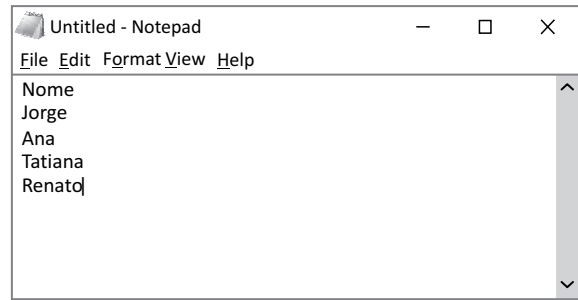 Untitled - Notepad
File Edit Format View Help
Nome
Jorge
Ana
Tatiana
Renato